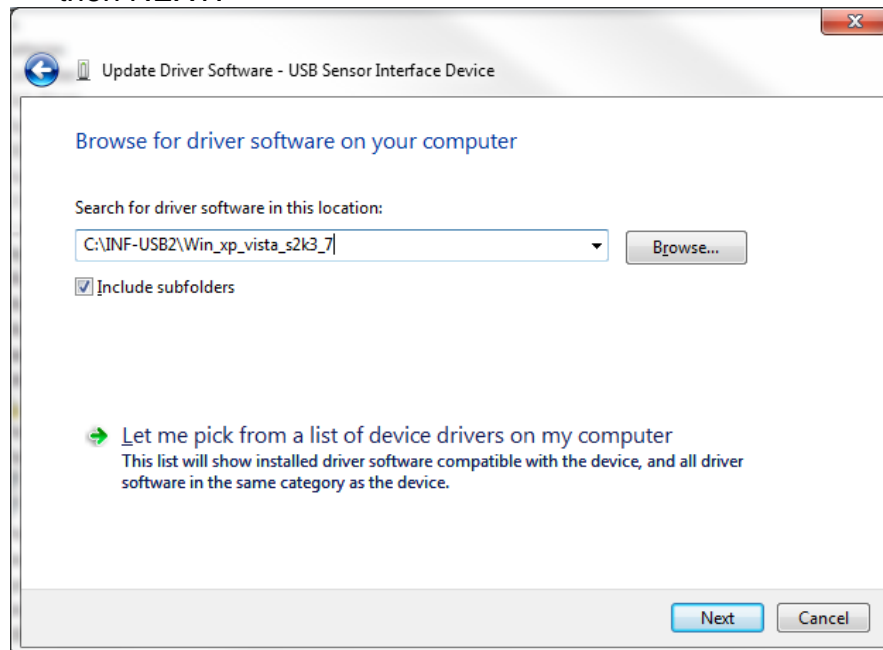 then NEXT.
X
Update Driver Software - USB Sensor Interface Device
Browse for driver software on your computer
Search for driver software in this location:
C:\INF-USB2\Win_xp_vista_s2k3_7
Browse...
Include subfolders
Let me pick from a list of device drivers on my computer
This list will show installed driver software compatible with the device, and all driver
software in the same category as the device.
Next
Cancel